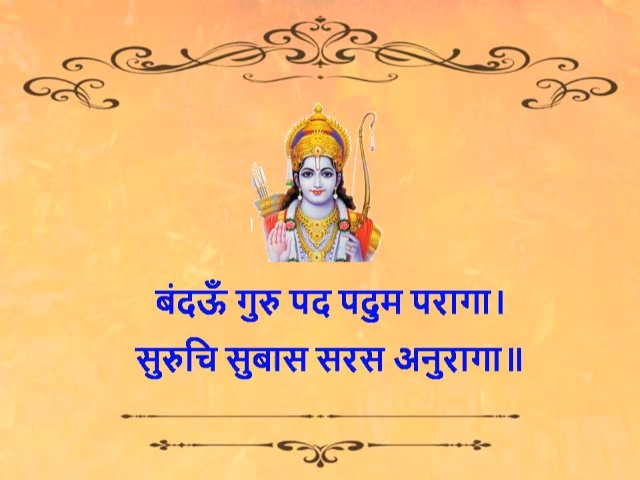 बंदऊँ गुरु पद पदुम परागा।
सुरुचि सुबास सरस अनुरागा॥